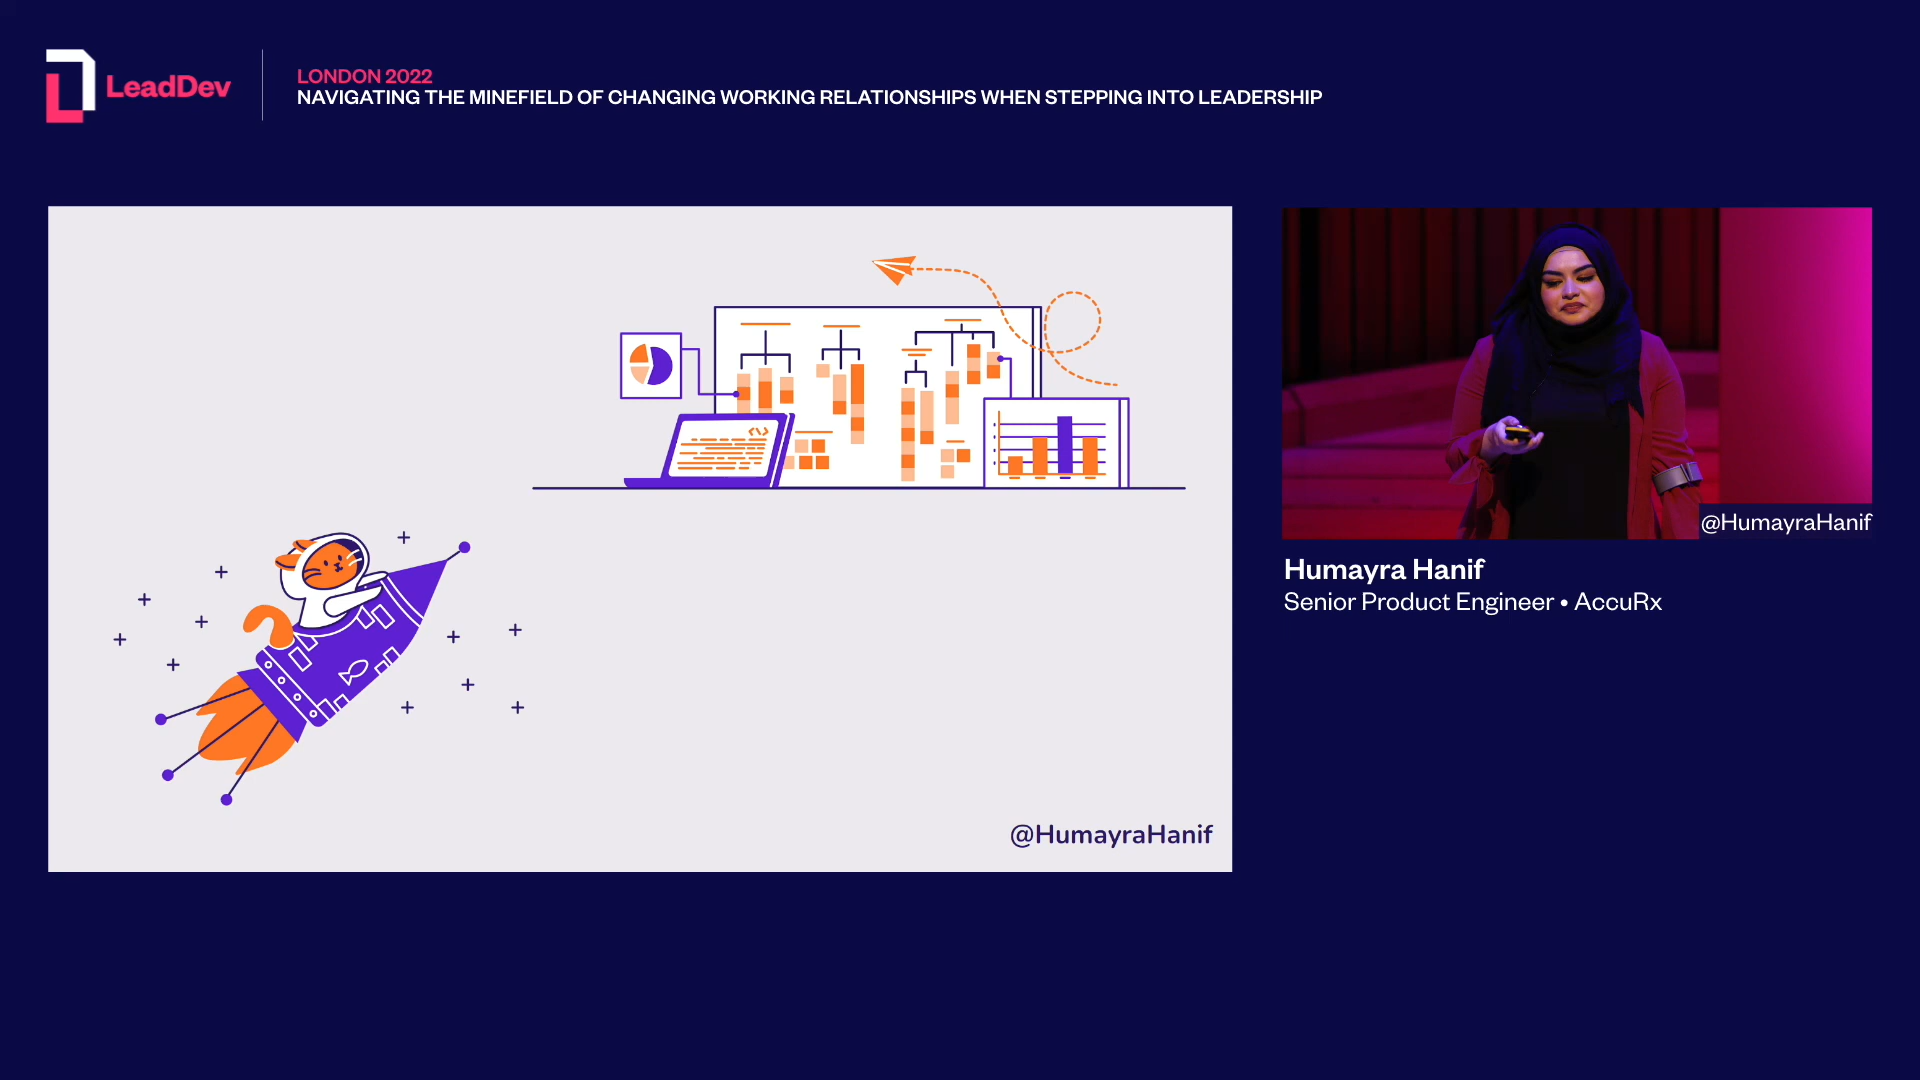 LeadDev
LONDON 2022
NAVIGATING THE MINEFIELD OF CHANGING WORKING RELATIONSHIPS WHEN STEPPING INTO LEADERSHIP
@HumayraHanif
@HumayraHanif
Humayra Hanif
Senior Product Engineer • AccuRx